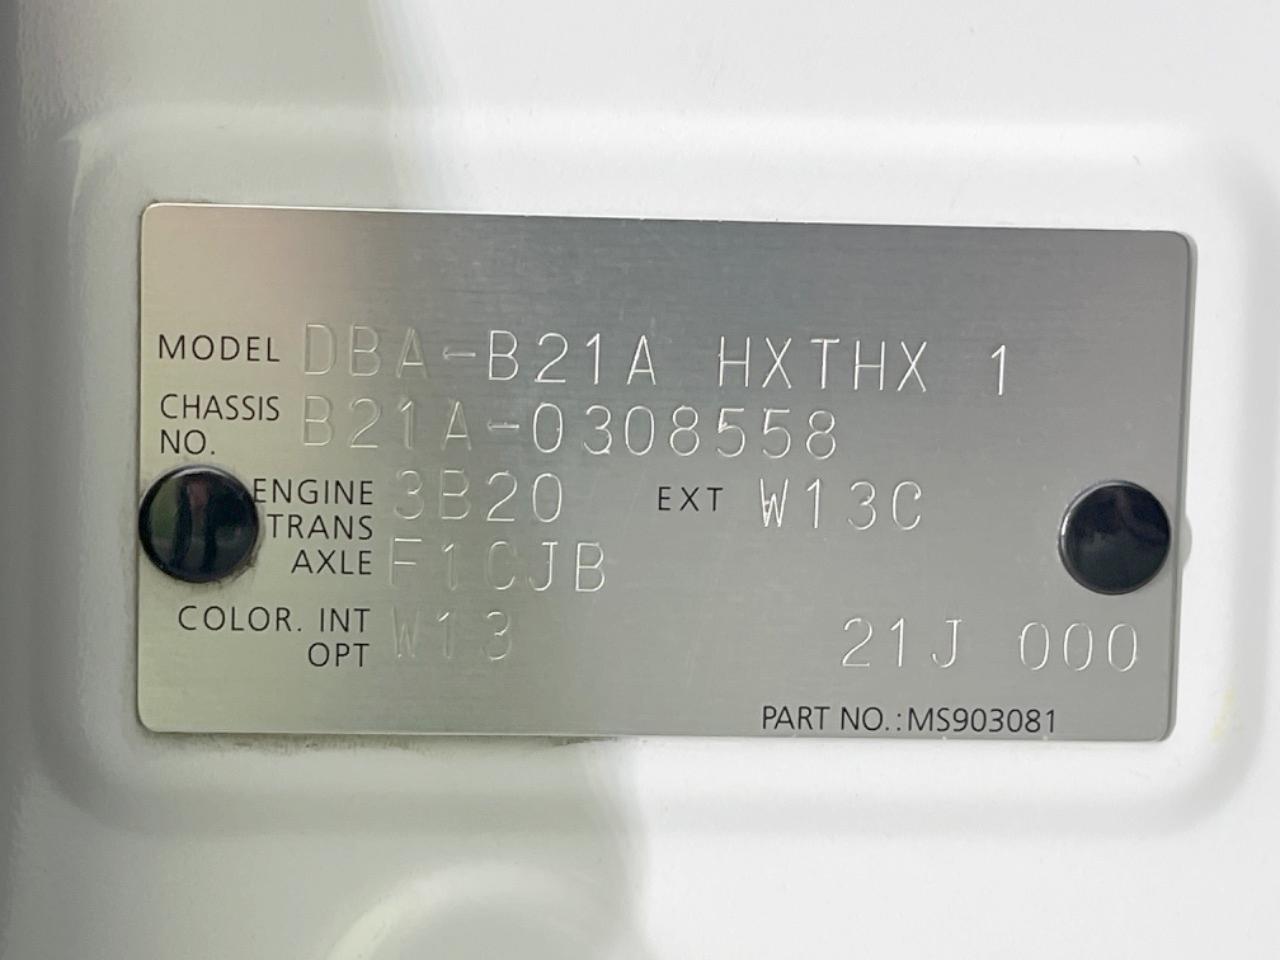 MODEL DBA-B21A HXTHX 1
CHASSIS NO. B21A-0308558
ENGINE 3B20 EXT W13C
TRANS AXLE F1CJB
COLOR. INT OPT W13 21J 000
PART NO.:MS903081